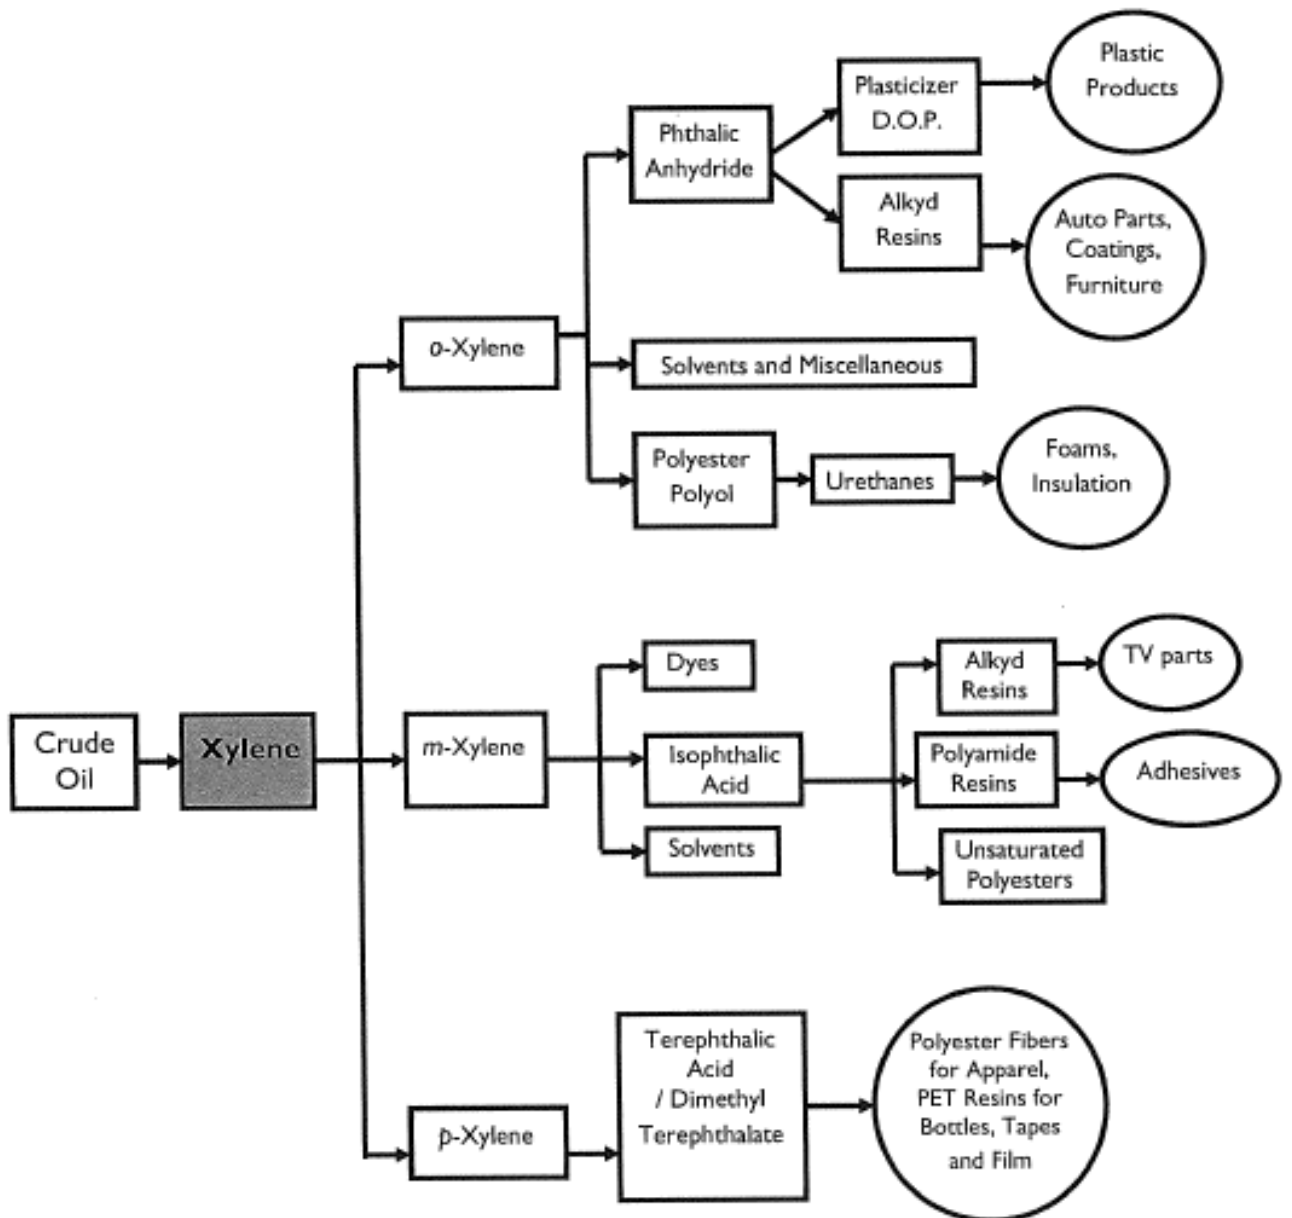 Plastic
Products
Plasticizer
D.O.P.
Phthalic
Anhydride
Alkyd
Resins
Auto Parts,
Coatings,
Furniture
o-Xylene
Solvents and Miscellaneous
Polyester
Polyol
Urethanes
Foams,
Insulation
Dyes
Alkyd
Resins
TV parts
Crude
Oil
Xylene
m-Xylene
Isophthalic
Acid
Polyamide
Resins
Adhesives
Solvents
Unsaturated
Polyesters
p-Xylene
Terephthalic
Acid
/ Dimethyl
Terephthalate
Polyester Fibers
for Apparel,
PET Resins for
Bottles, Tapes
and Film